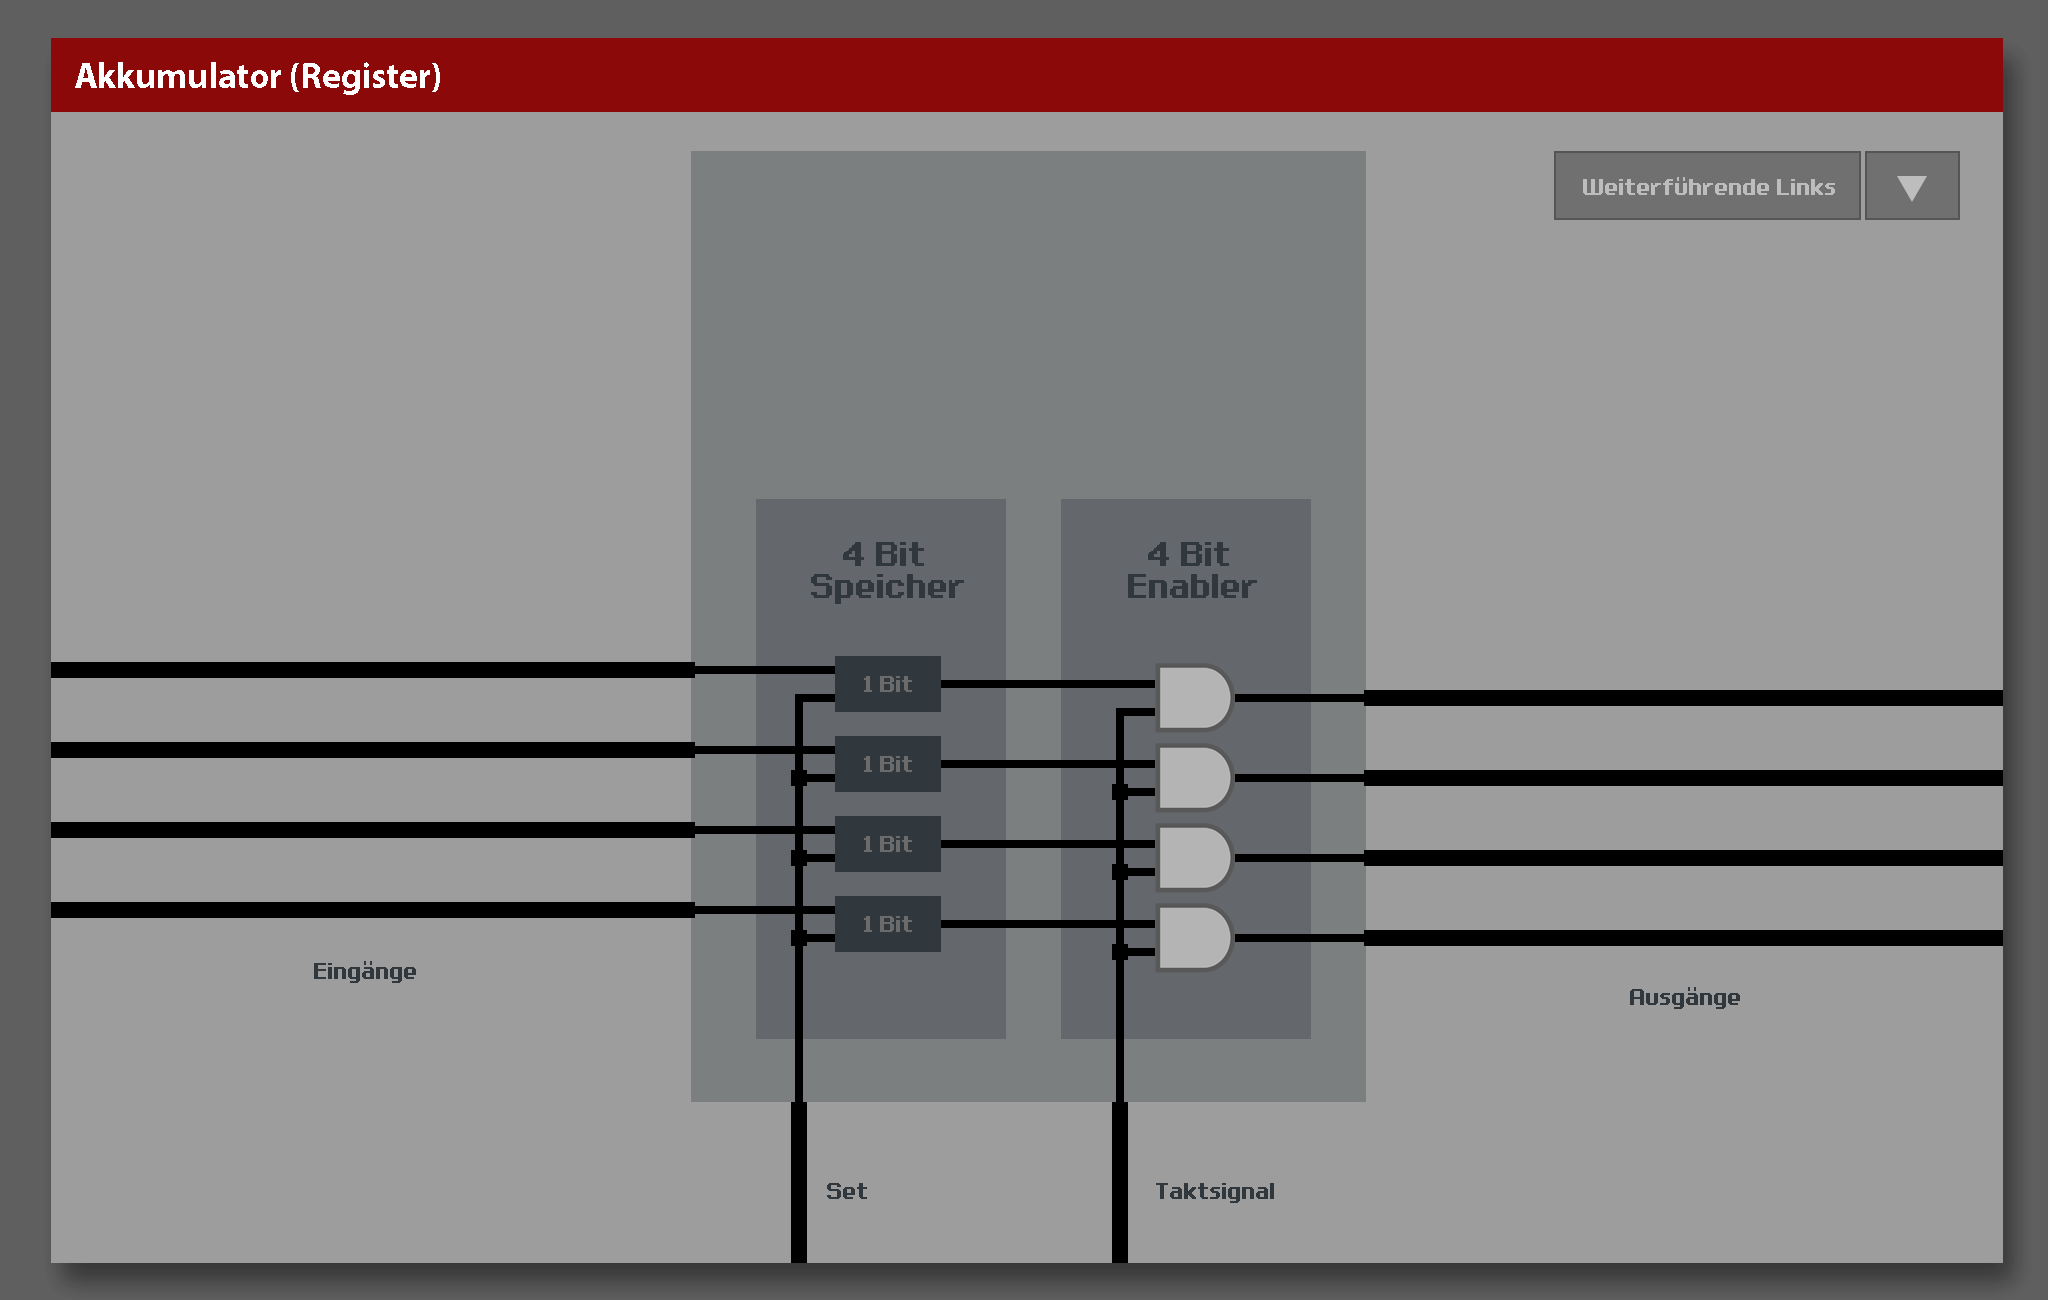 Akkumulator (Register)
Weiterführende Links
4 Bit
Speicher
4 Bit
Enabler
1 Bit
1 Bit
1 Bit
1 Bit
Eingänge
Ausgänge
Set
Taktsignal